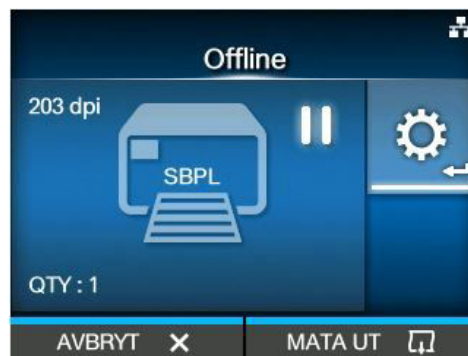 Offline
203 dpi
SBPL
QTY : 1
AVBRYT
MATA UT